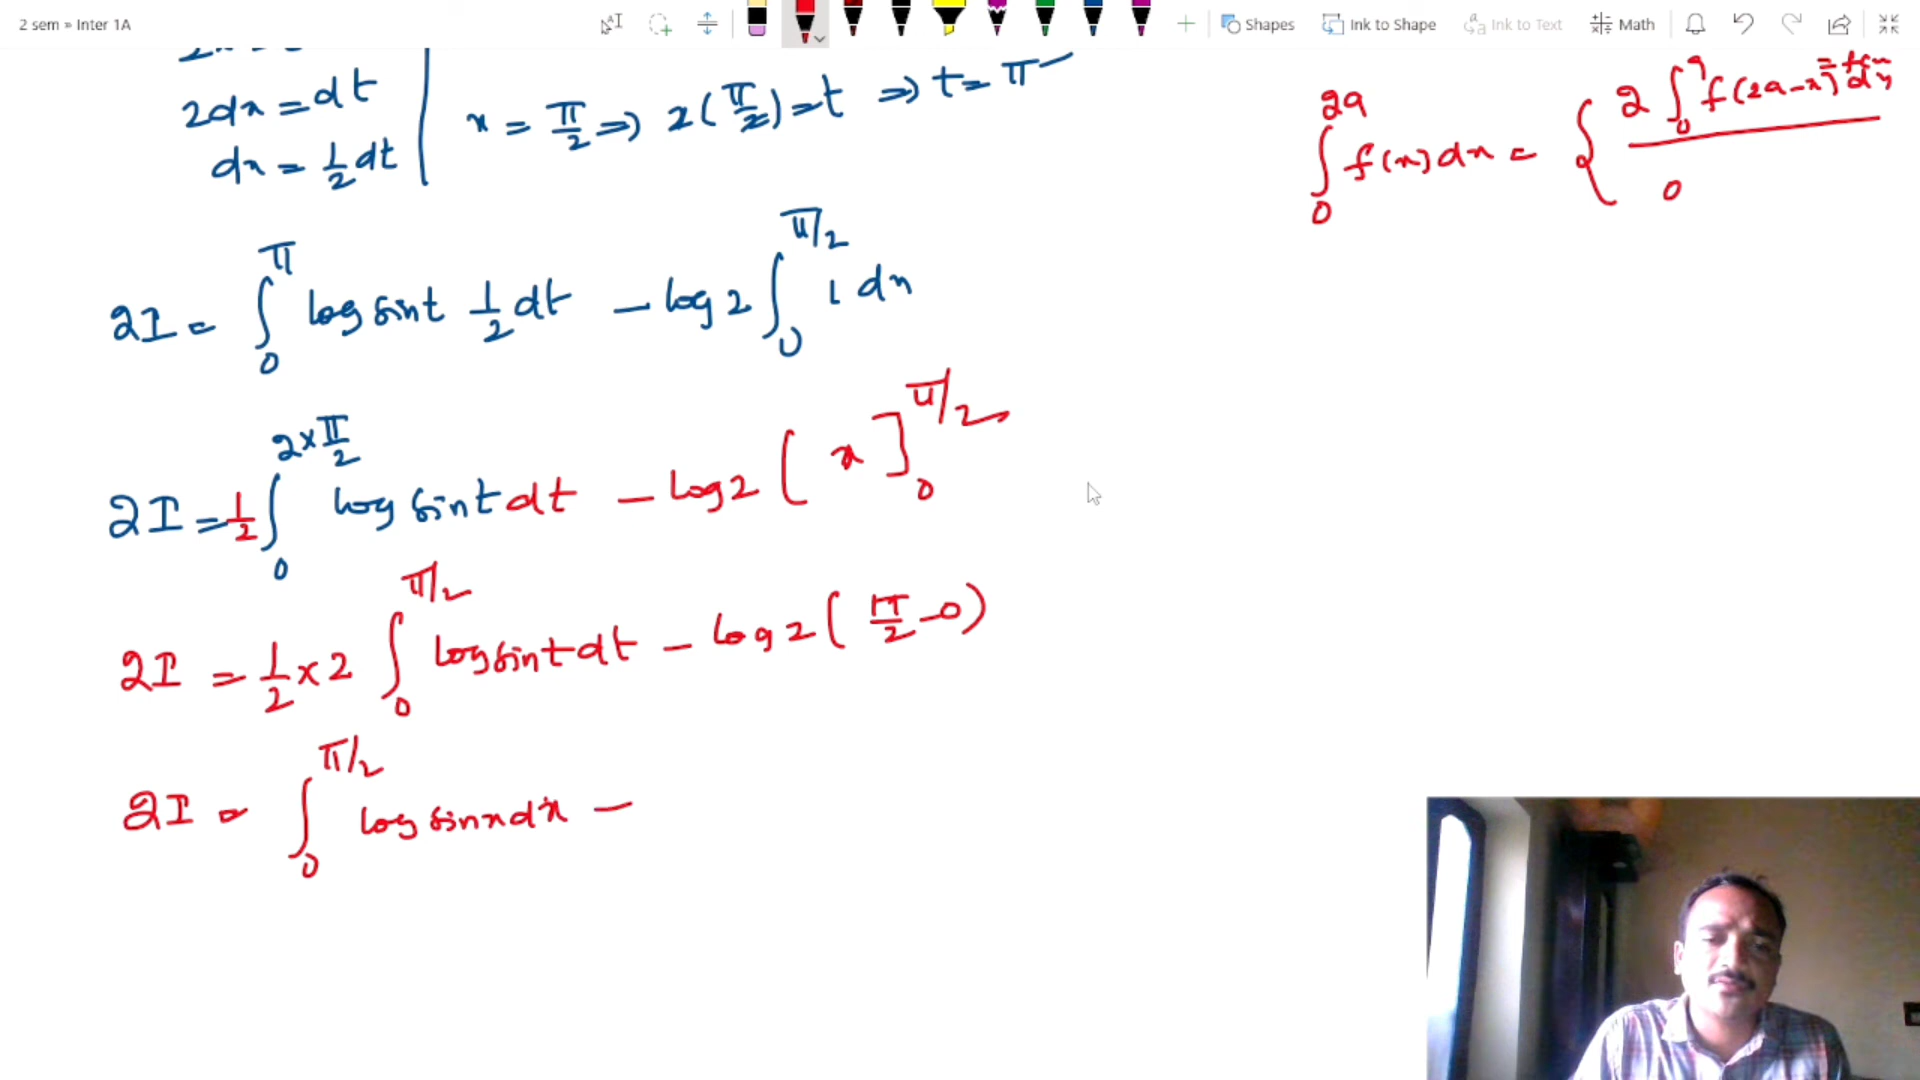 2 sem » Inter 1A
Shapes Ink to Shape Ink to Text Math
2dx = dt
dx = 1/2 dt
x = π/2 ⇒ 2(π/2) = t ⇒ t = π
∫₀^2a f(x) dx = { 2 ∫₀^a f(2a-x) dx
0
2I = ∫₀^π log sint 1/2 dt - log 2 ∫₀^π/2 1 dx
2I = 1/2 ∫₀^2×π/2 log sint dt - log 2 [x]₀^π/2
2I = 1/2 x 2 ∫₀^π/2 log sint dt - log 2 (π/2 - 0)
2I = ∫₀^π/2 log sinx dx -